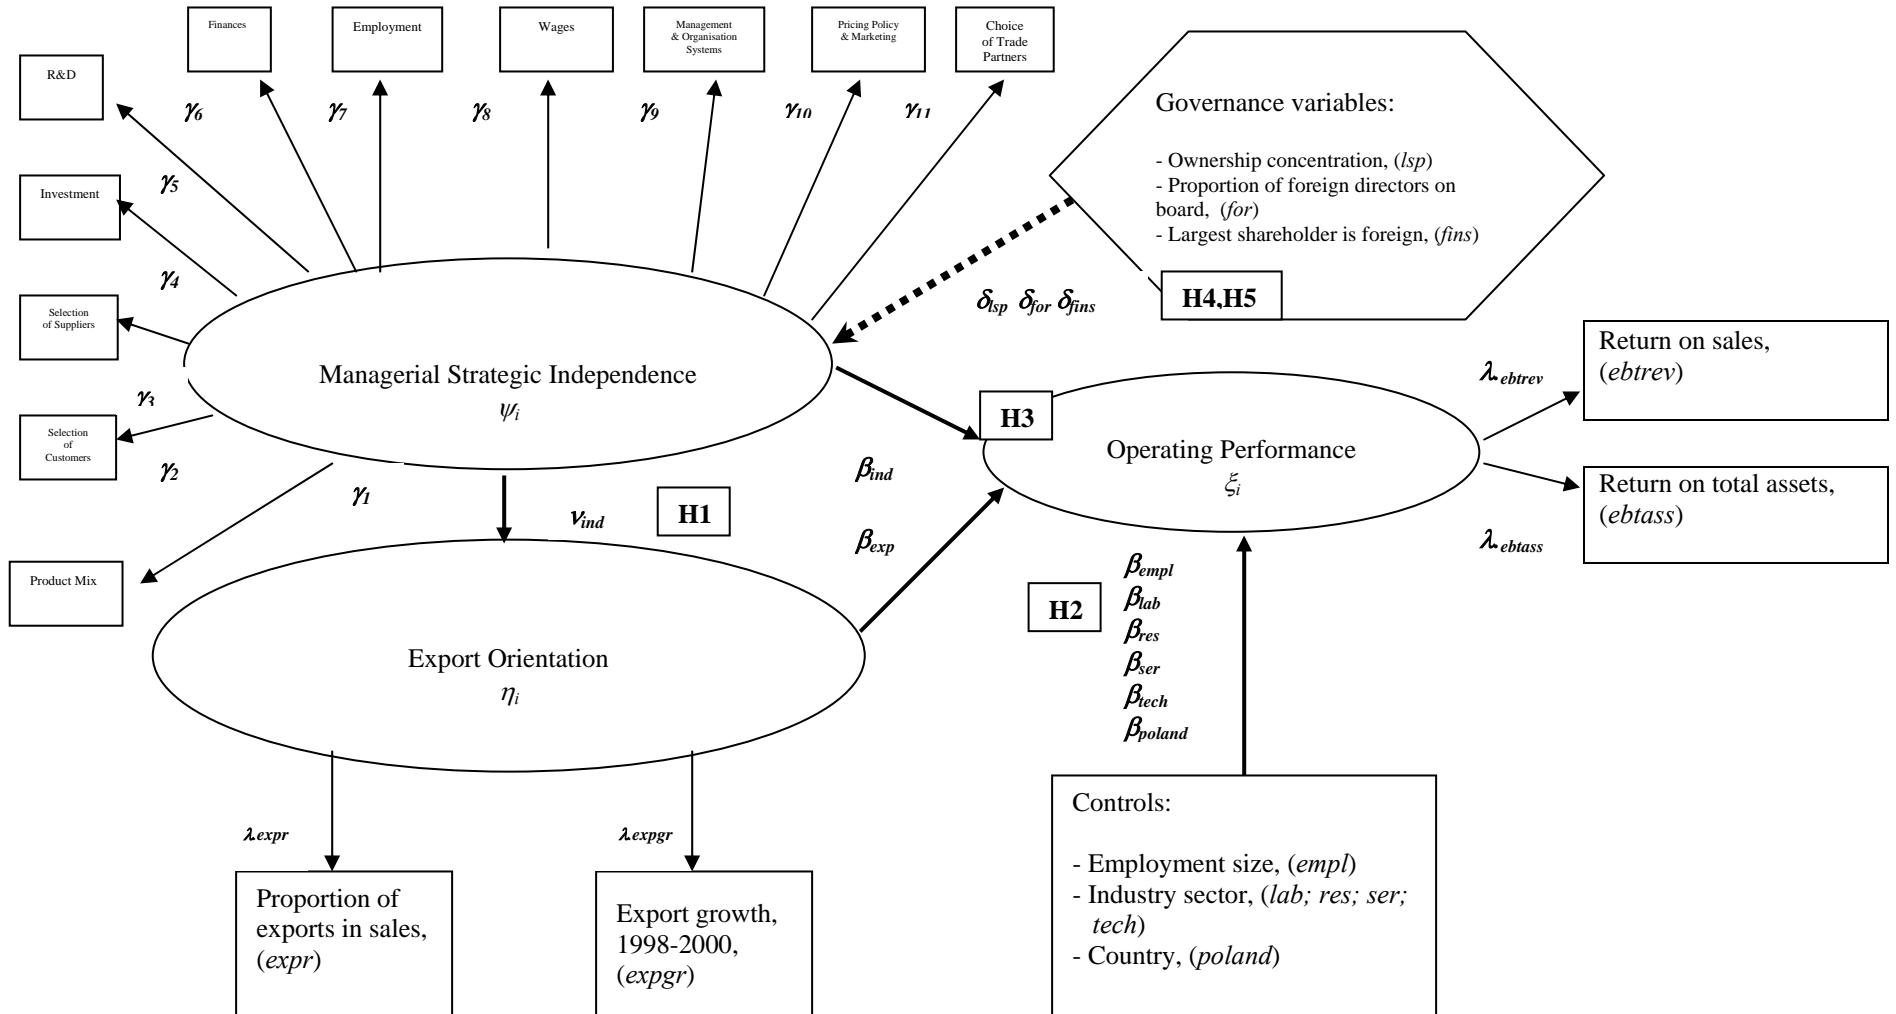 Finances
Employment
Wages
Management
& Organisation
Systems
Pricing Policy
& Marketing
Choice
of Trade
Partners
R&D
γ6
γ7
γ8
γ9
γ10
γ11
Governance variables:
- Ownership concentration, (lsp)
- Proportion of foreign directors on
board, (for)
- Largest shareholder is foreign, (fins)
γ5
Investment
γ4
δlsp δfor δfins
H4,H5
Selection
of Suppliers
Managerial Strategic Independence
ψi
Return on sales,
(ebtrev)
λ.ebtrev
γ3
H3
Selection
of
Customers
γ2
Operating Performance
ξi
βind
Return on total assets,
(ebtass)
λ.ebtass
γ1
νind
H1
βexp
Product Mix
H2
βempl
βlab
βres
βser
βtech
βpoland
Export Orientation
ηi
Controls:
- Employment size, (empl)
- Industry sector, (lab; res; ser;
tech)
- Country, (poland)
λ.expr
λ.expgr
Proportion of
exports in sales,
(expr)
Export growth,
1998-2000,
(expgr)